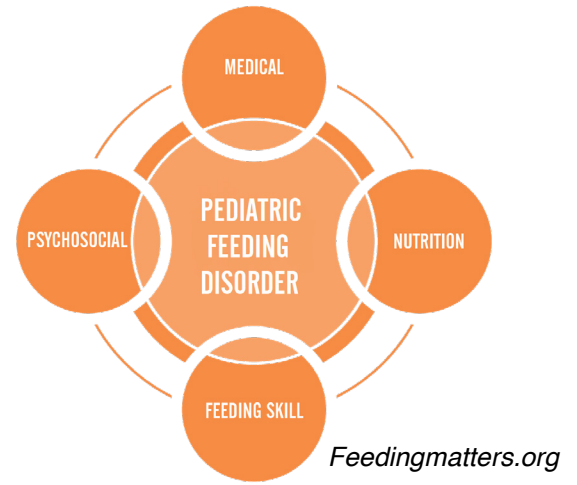 MEDICAL
PSYCHOSOCIAL
PEDIATRIC
FEEDING
DISORDER
NUTRITION
FEEDING SKILL
Feedingmatters.org